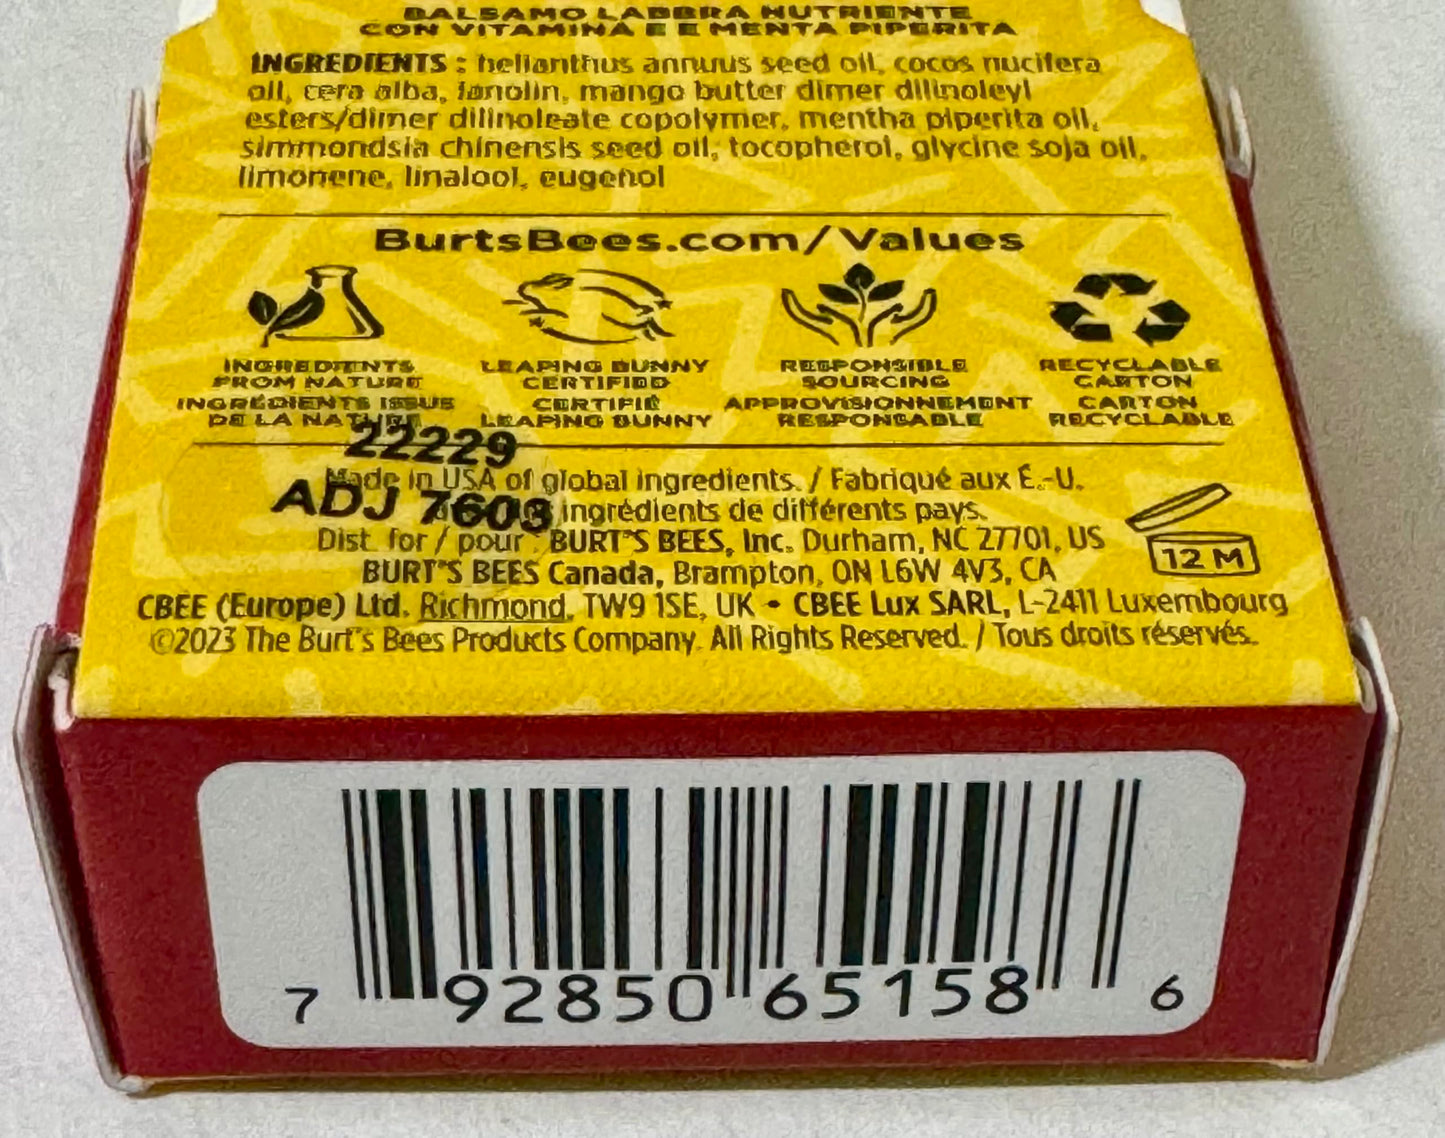 BALSAMO LABBRA NUTRIENTE
CON VITAMINA E E MENTA PIPERITA
INGREDIENTS : helianthus annuus seed oil, cocos nucifera
oil, cera alba, lanolin, mango butter dimer dilinoleyl
esters/dimer dilinoleate copolymer, mentha piperita oil,
simmondsia chinensis seed oil, tocopherol, glycine soja oil,
limonene, linalool, eugenol
BurtsBees.com/Values
INGREDIENTS
FROM NATURE
INGRÉDIENTS ISSUS
DE LA NATURE
LEAPING BUNNY
CERTIFIED
CERTIFIÉ
LEAPING BUNNY
RESPONSIBLE
SOURCING
APPROVISIONNEMENT
RESPONSABLE
RECYCLABLE
CARTON
CARTON
RECYCLABLE
22229
Made in USA of global ingredients. / Fabriqué aux É.-U.
ADJ 7603
ingrédients de différents pays.
Dist. for / pour : BURT'S BEES, Inc. Durham, NC 27701, US
BURT'S BEES Canada, Brampton, ON L6W 4V3, CA
CBEE (Europe) Ltd. Richmond, TW9 1SE, UK • CBEE Lux SARL, L-2411 Luxembourg
©2023 The Burt's Bees Products Company. All Rights Reserved. / Tous droits réservés.
12 M
7 92850 65158 6